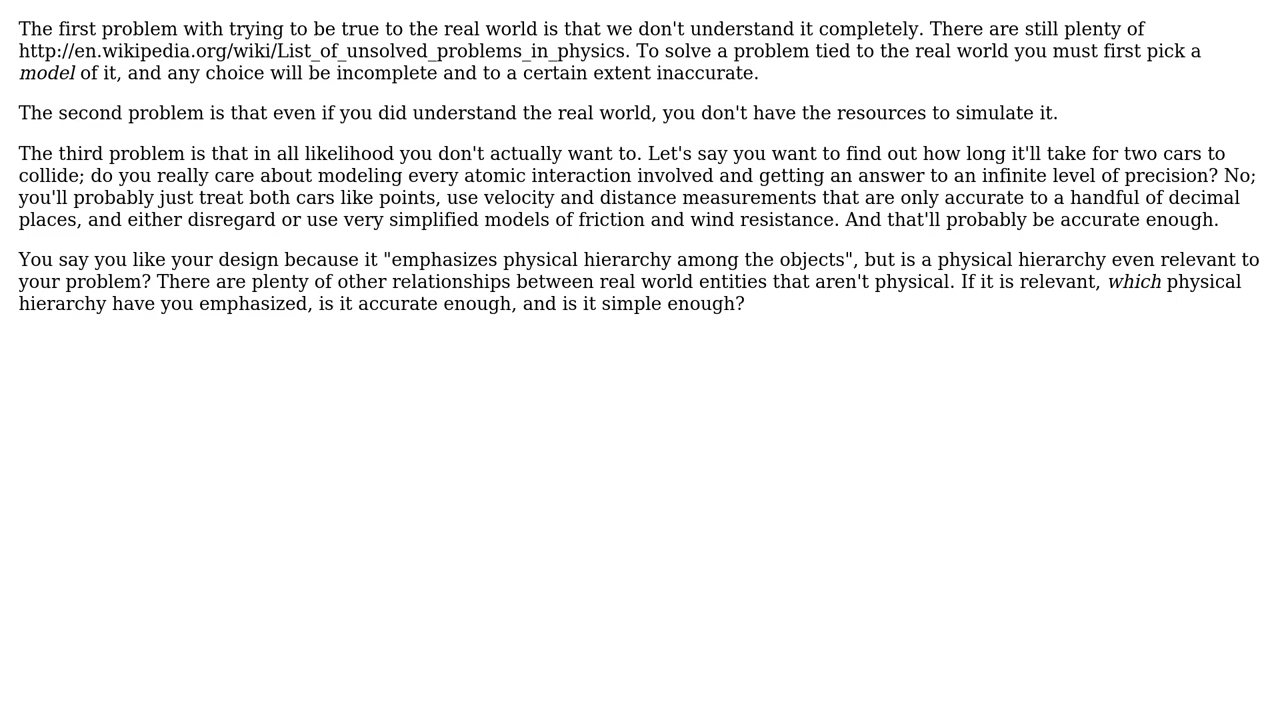 The first problem with trying to be true to the real world is that we don't understand it completely. There are still plenty of
http://en.wikipedia.org/wiki/List_of_unsolved_problems_in_physics. To solve a problem tied to the real world you must first pick a
model of it, and any choice will be incomplete and to a certain extent inaccurate.
The second problem is that even if you did understand the real world, you don't have the resources to simulate it.
The third problem is that in all likelihood you don't actually want to. Let's say you want to find out how long it'll take for two cars to
collide; do you really care about modeling every atomic interaction involved and getting an answer to an infinite level of precision? No;
you'll probably just treat both cars like points, use velocity and distance measurements that are only accurate to a handful of decimal
places, and either disregard or use very simplified models of friction and wind resistance. And that'll probably be accurate enough.
You say you like your design because it "emphasizes physical hierarchy among the objects", but is a physical hierarchy even relevant to
your problem? There are plenty of other relationships between real world entities that aren't physical. If it is relevant, which physical
hierarchy have you emphasized, is it accurate enough, and is it simple enough?